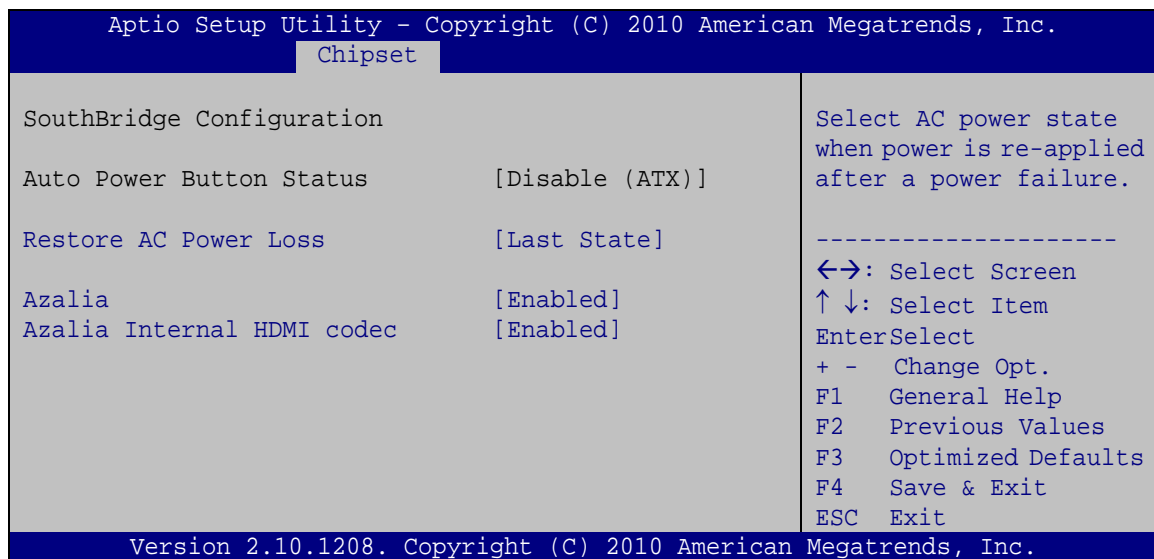 Aptio Setup Utility – Copyright (C) 2010 American Megatrends, Inc.
Chipset
SouthBridge Configuration
Auto Power Button Status [Disable (ATX)]
Restore AC Power Loss [Last State]
Azalia [Enabled]
Azalia Internal HDMI codec [Enabled]
Select AC power state
when power is re-applied
after a power failure.
---------------------
←→: Select Screen
↑ ↓: Select Item
EnterSelect
+ - Change Opt.
F1 General Help
F2 Previous Values
F3 Optimized Defaults
F4 Save & Exit
ESC Exit
Version 2.10.1208. Copyright (C) 2010 American Megatrends, Inc.